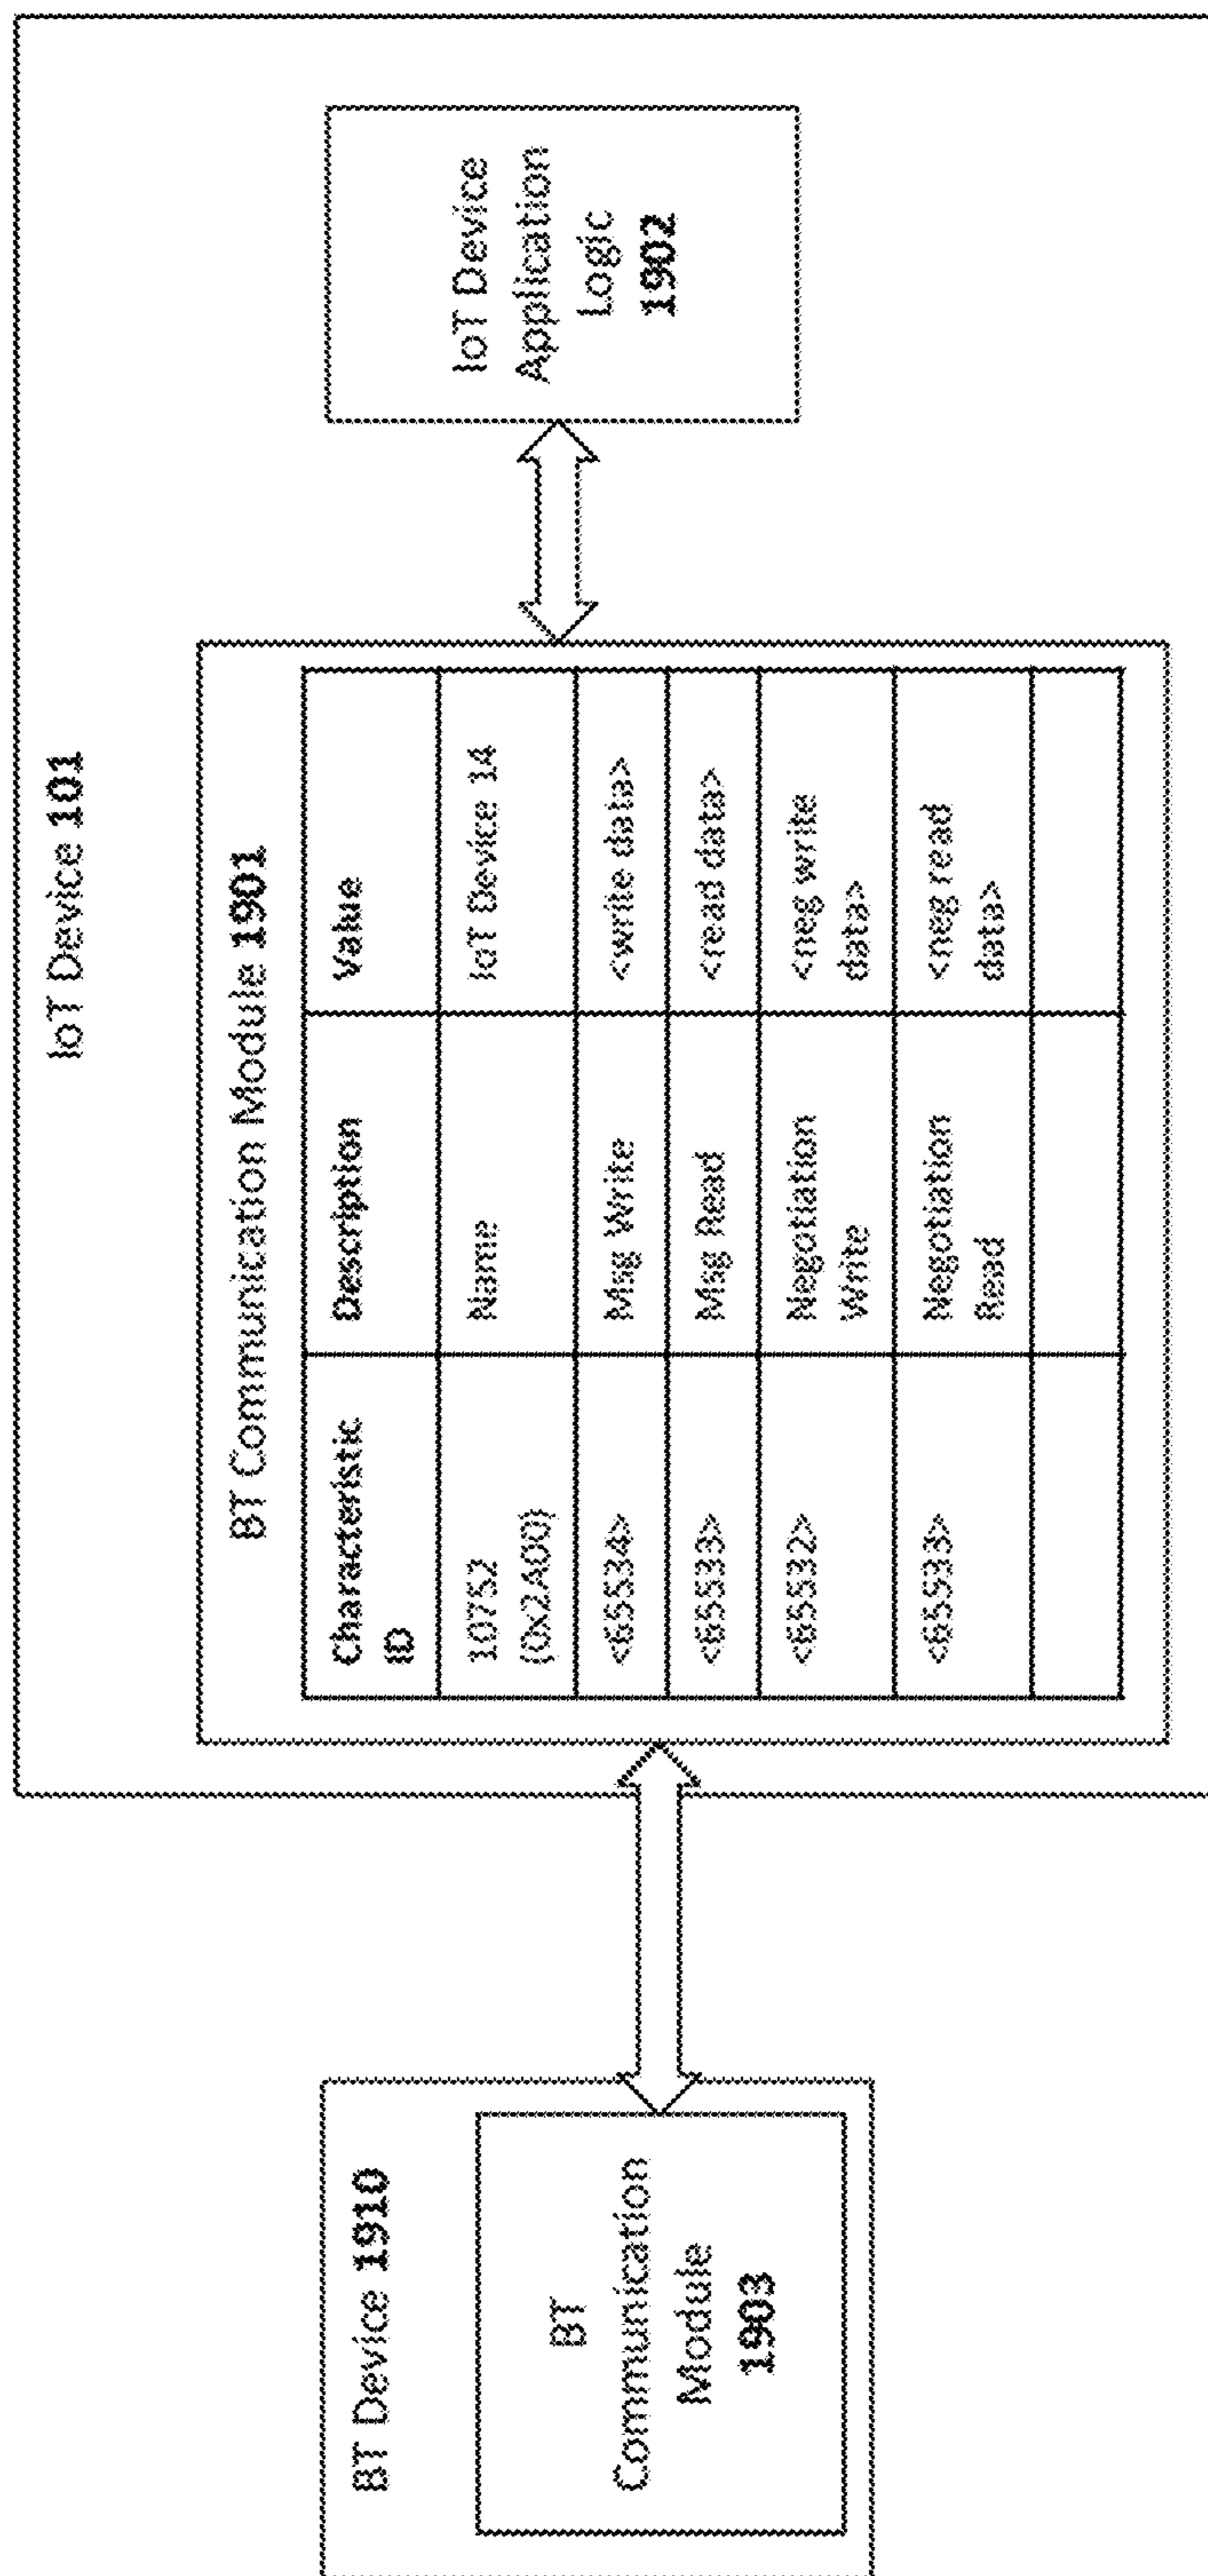 IoT Device 101
BT Communication Module 1901
Characteristic
ID
Description
Value
10752
(0x2A00)
Name
IoT Device 14
<65534>
Msg Write
<write data>
<65533>
Msg Read
<read data>
<65532>
Negotiation
Write
<neg write
data>
<65933>
Negotiation
Read
<neg read
data>
IoT Device
Application
Logic
1902
BT Device 1910
BT
Communication
Module
1903